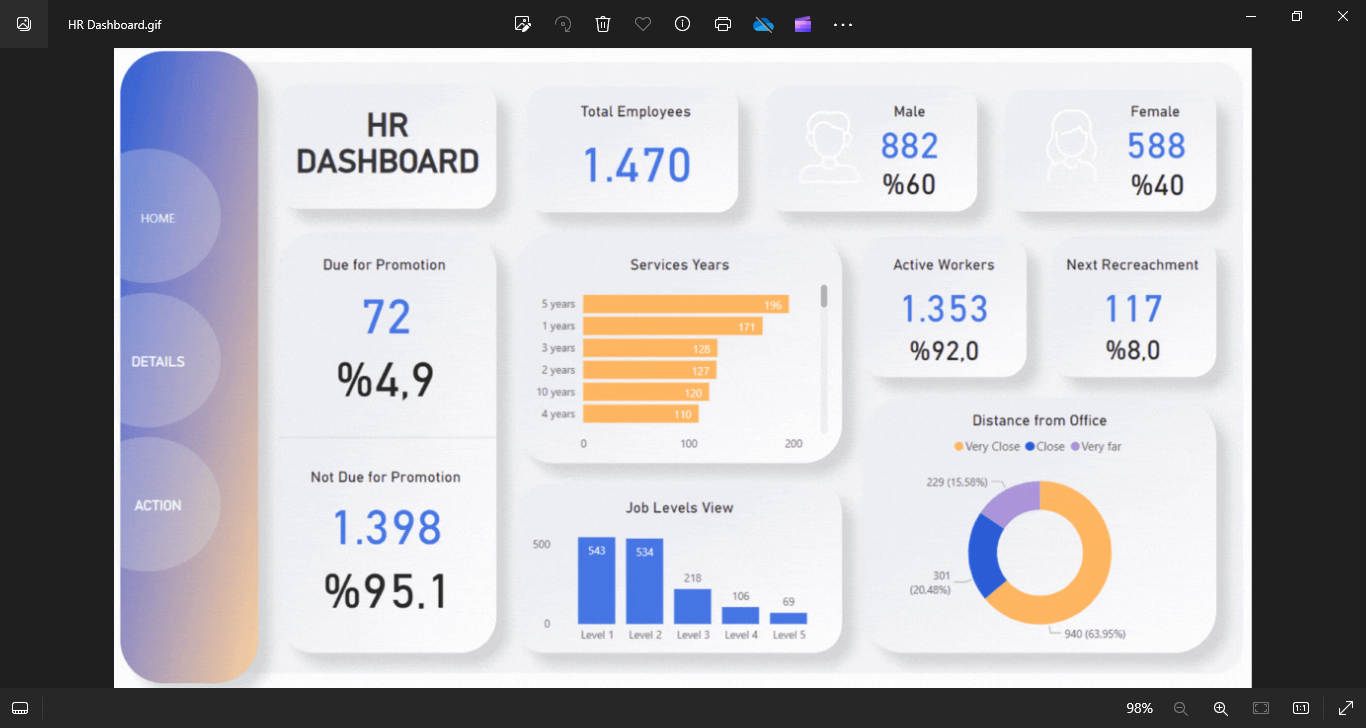 HR Dashboard.gif
HR
DASHBOARD
Total Employees
1.470
Male
882
%60
Female
588
%40
HOME
DETAILS
ACTION
Due for Promotion
72
%4,9
Not Due for Promotion
1.398
%95.1
Services Years
5 years 196
1 years 171
3 years 128
2 years 127
10 years 120
4 years 110
0 100 200
Job Levels View
500
0
543 534 218 106 69
Level 1 Level 2 Level 3 Level 4 Level 5
Active Workers
1.353
%92,0
Next Recreachment
117
%8,0
Distance from Office
Very Close Close Very far
229 (15.58%)
301
(20.48%)
940 (63.95%)
98%
1:1